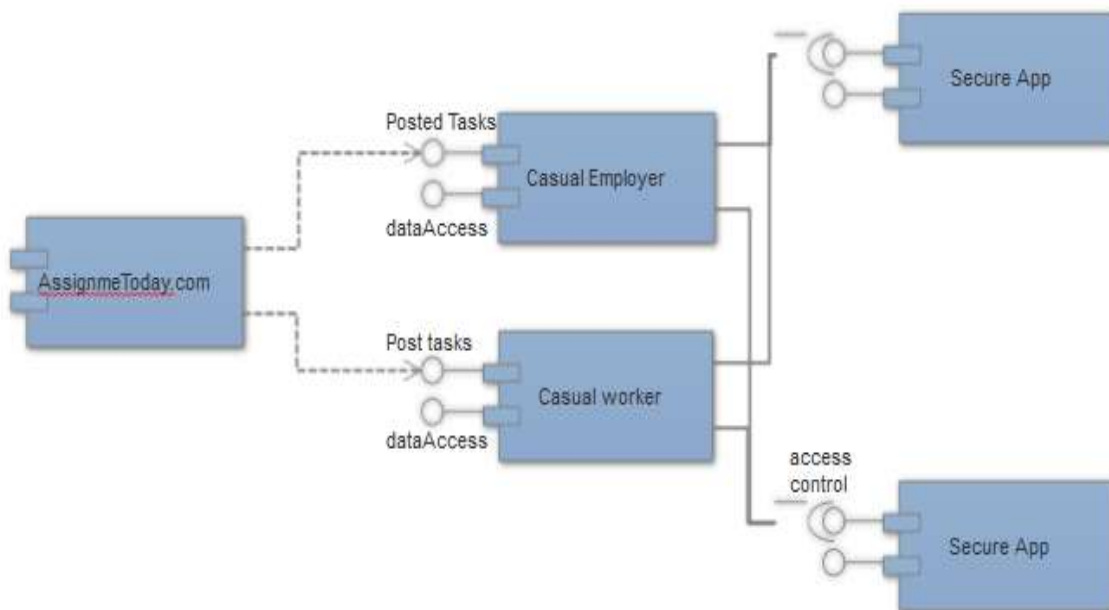 Secure App
Posted Tasks
Casual Employer
dataAccess
AssignmeToday.com
Post tasks
Casual worker
dataAccess
access
control
Secure App